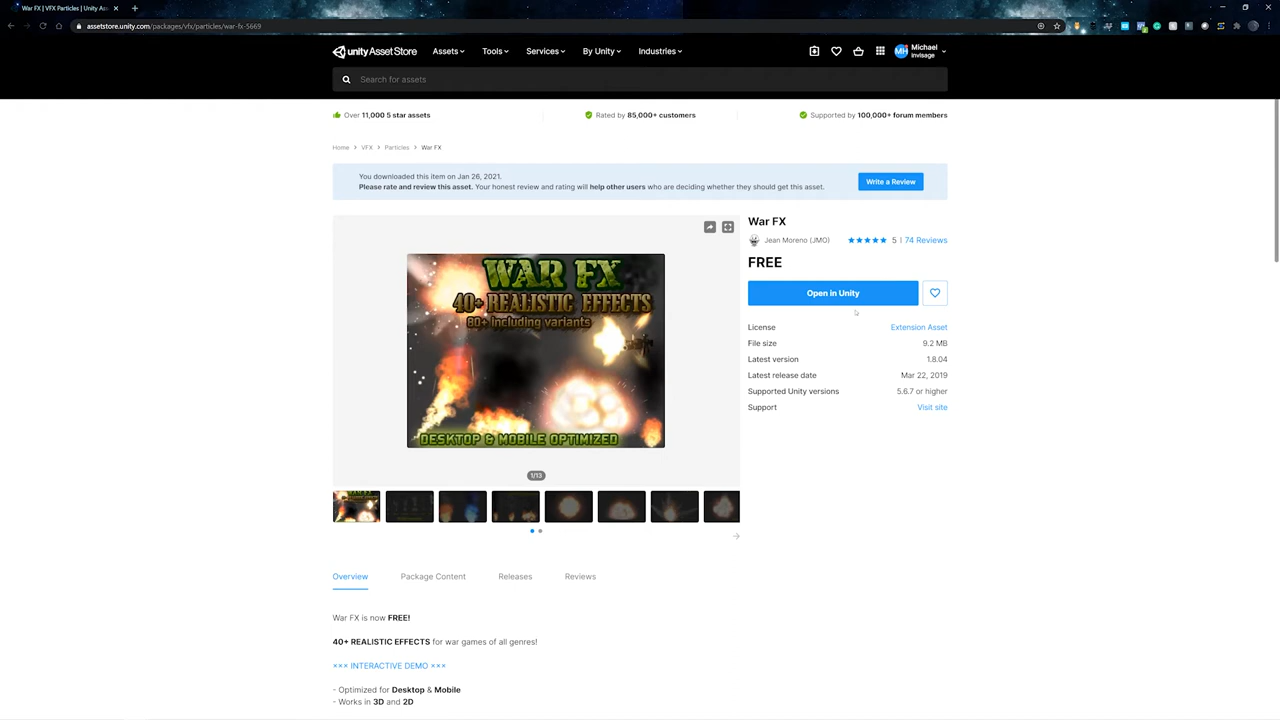 War FX | VFX Particles | Unity Ass
assetstore.unity.com/packages/vfx/particles/war-fx-5669
unity Asset Store
Assets
Tools
Services
By Unity
Industries
MH
Michael
invisage
Search for assets
Over 11,000 5 star assets
Rated by 85,000+ customers
Supported by 100,000+ forum members
Home > VFX > Particles > War FX
You downloaded this item on Jan 26, 2021.
Please rate and review this asset. Your honest review and rating will help other users who are deciding whether they should get this asset.
Write a Review
WAR FX
40+ REALISTIC EFFECTS
80+ including variants
DESKTOP & MOBILE OPTIMIZED
1/13
War FX
Jean Moreno (JMO)
5 | 74 Reviews
FREE
Open in Unity
License Extension Asset
File size 9.2 MB
Latest version 1.8.04
Latest release date Mar 22, 2019
Supported Unity versions 5.6.7 or higher
Support Visit site
Overview
Package Content
Releases
Reviews
War FX is now FREE!
40+ REALISTIC EFFECTS for war games of all genres!
××× INTERACTIVE DEMO ×××
- Optimized for Desktop & Mobile
- Works in 3D and 2D